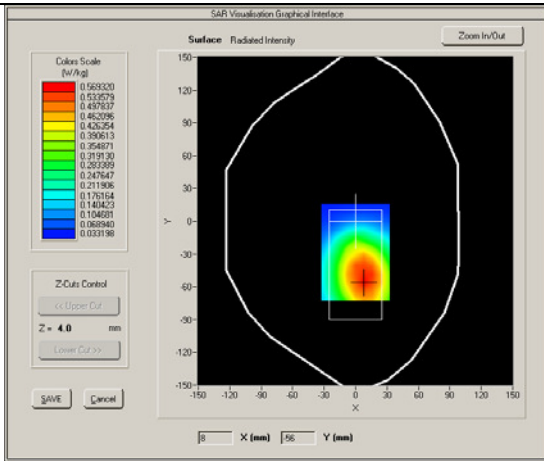 SAR Visualisation Graphical Interface
Surface Radiated Intensity
Zoom In/Out
Colors Scale
(W/kg)
0.569320
0.533579
0.497837
0.462096
0.426354
0.390613
0.354871
0.319130
0.283389
0.247647
0.211906
0.176164
0.140423
0.104681
0.068940
0.033198
Z-Cuts Control
<< Upper Cut
Z = 4.0 mm
Lower Cut >>
SAVE Cancel
150
120
90
60
30
0
-30
-60
-90
-120
-150
Y
-150 -120 -90 -60 -30 0 30 60 90 120 150
X
8 X (mm) -56 Y (mm)